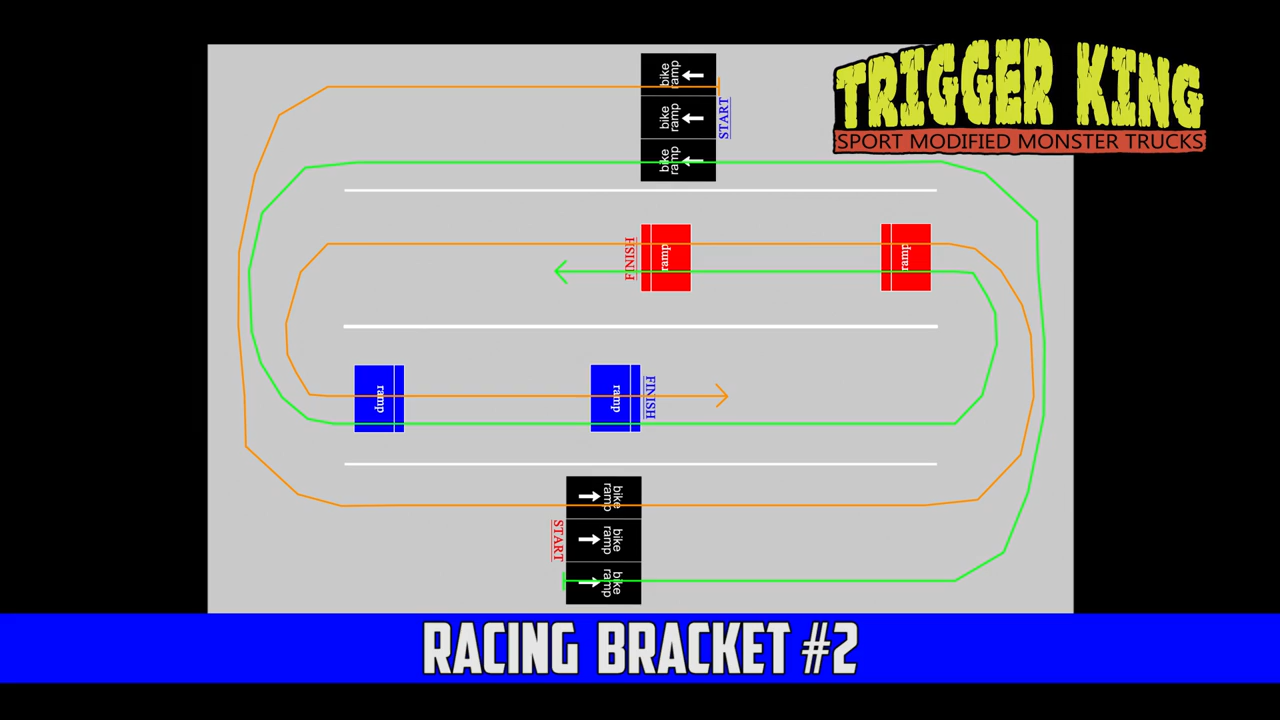 TRIGGER KING
SPORT MODIFIED MONSTER TRUCKS
bike ramp
bike ramp
bike ramp
START
FINISH
ramp
ramp
ramp
ramp
FINISH
START
bike ramp
bike ramp
bike ramp
RACING BRACKET #2